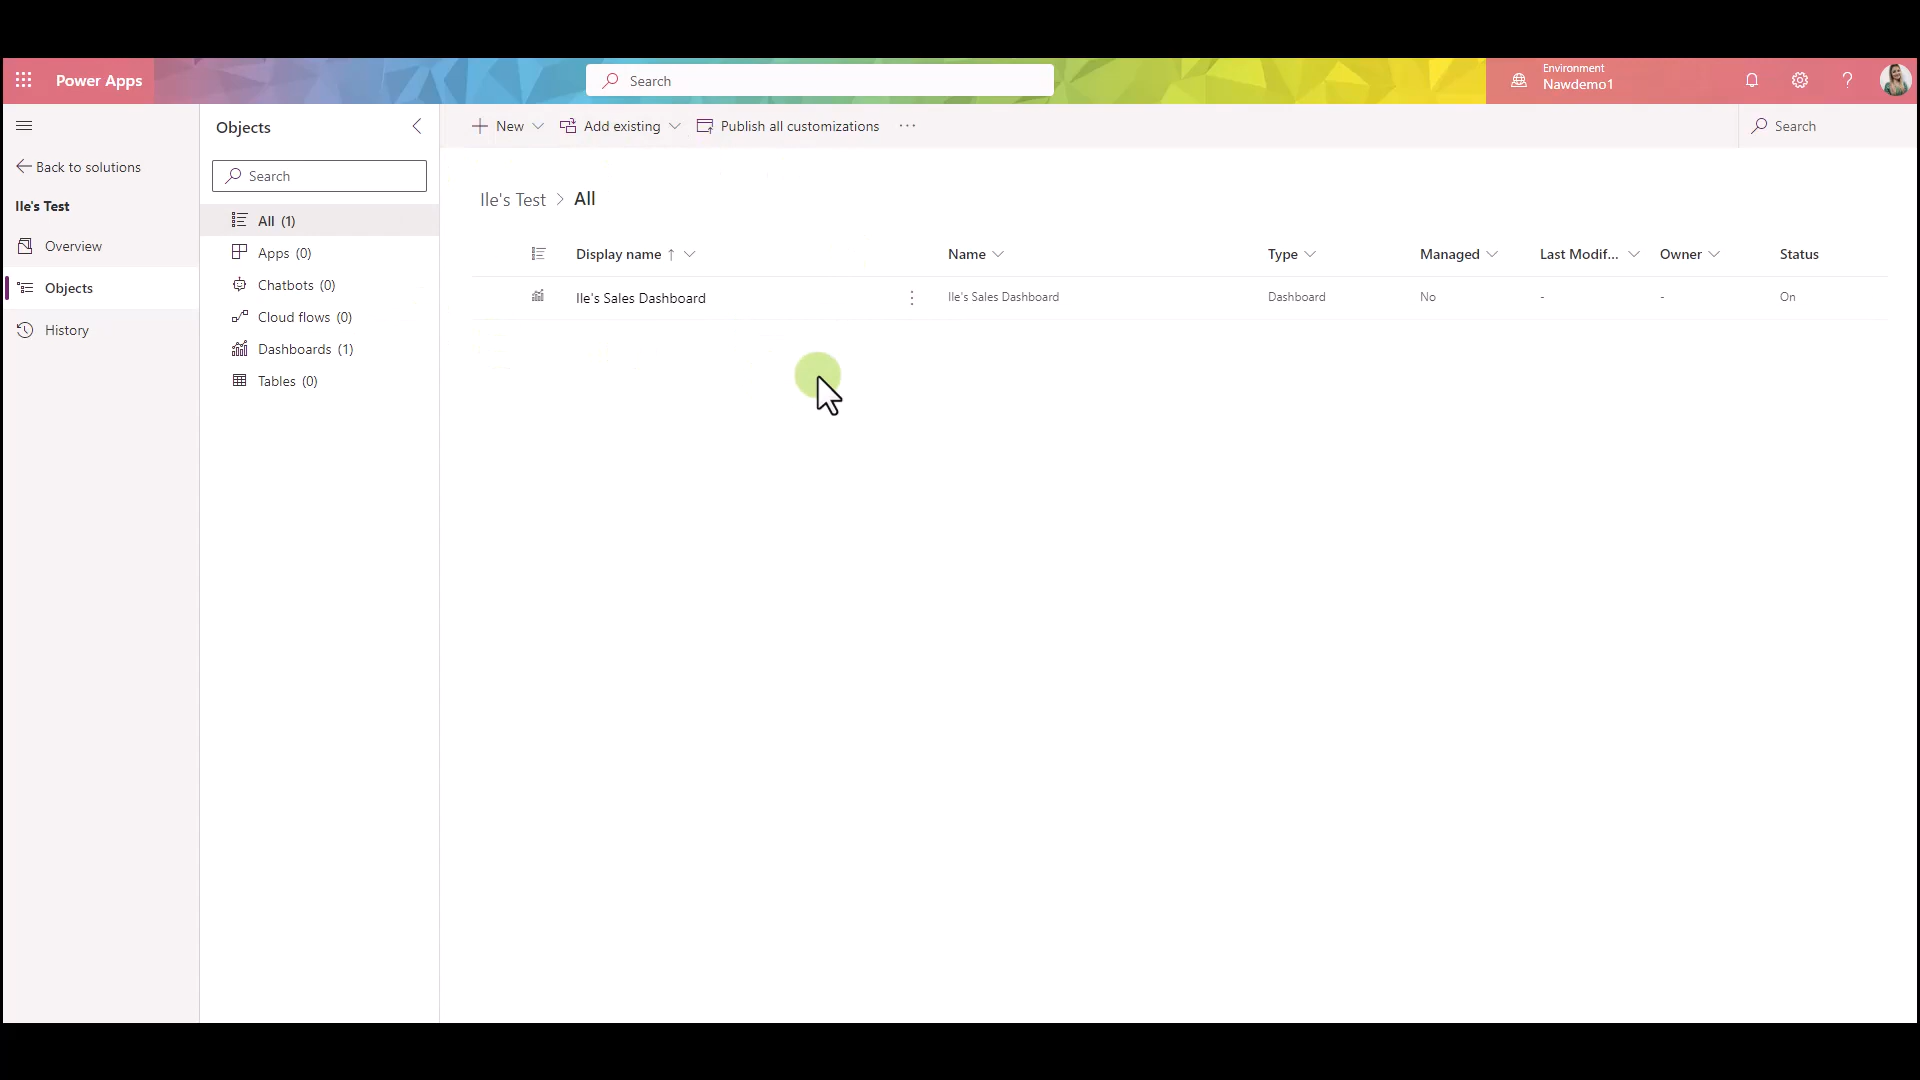 Power Apps
Search
Environment
Nawdemo1
?
Objects
New
Add existing
Publish all customizations
...
Search
Back to solutions
Search
Ile's Test
Overview
Objects
History
All (1)
Apps (0)
Chatbots (0)
Cloud flows (0)
Dashboards (1)
Tables (0)
Ile's Test > All
Display name ↑ Name Type Managed Last Modif... Owner Status
Ile's Sales Dashboard Ile's Sales Dashboard Dashboard No - - On